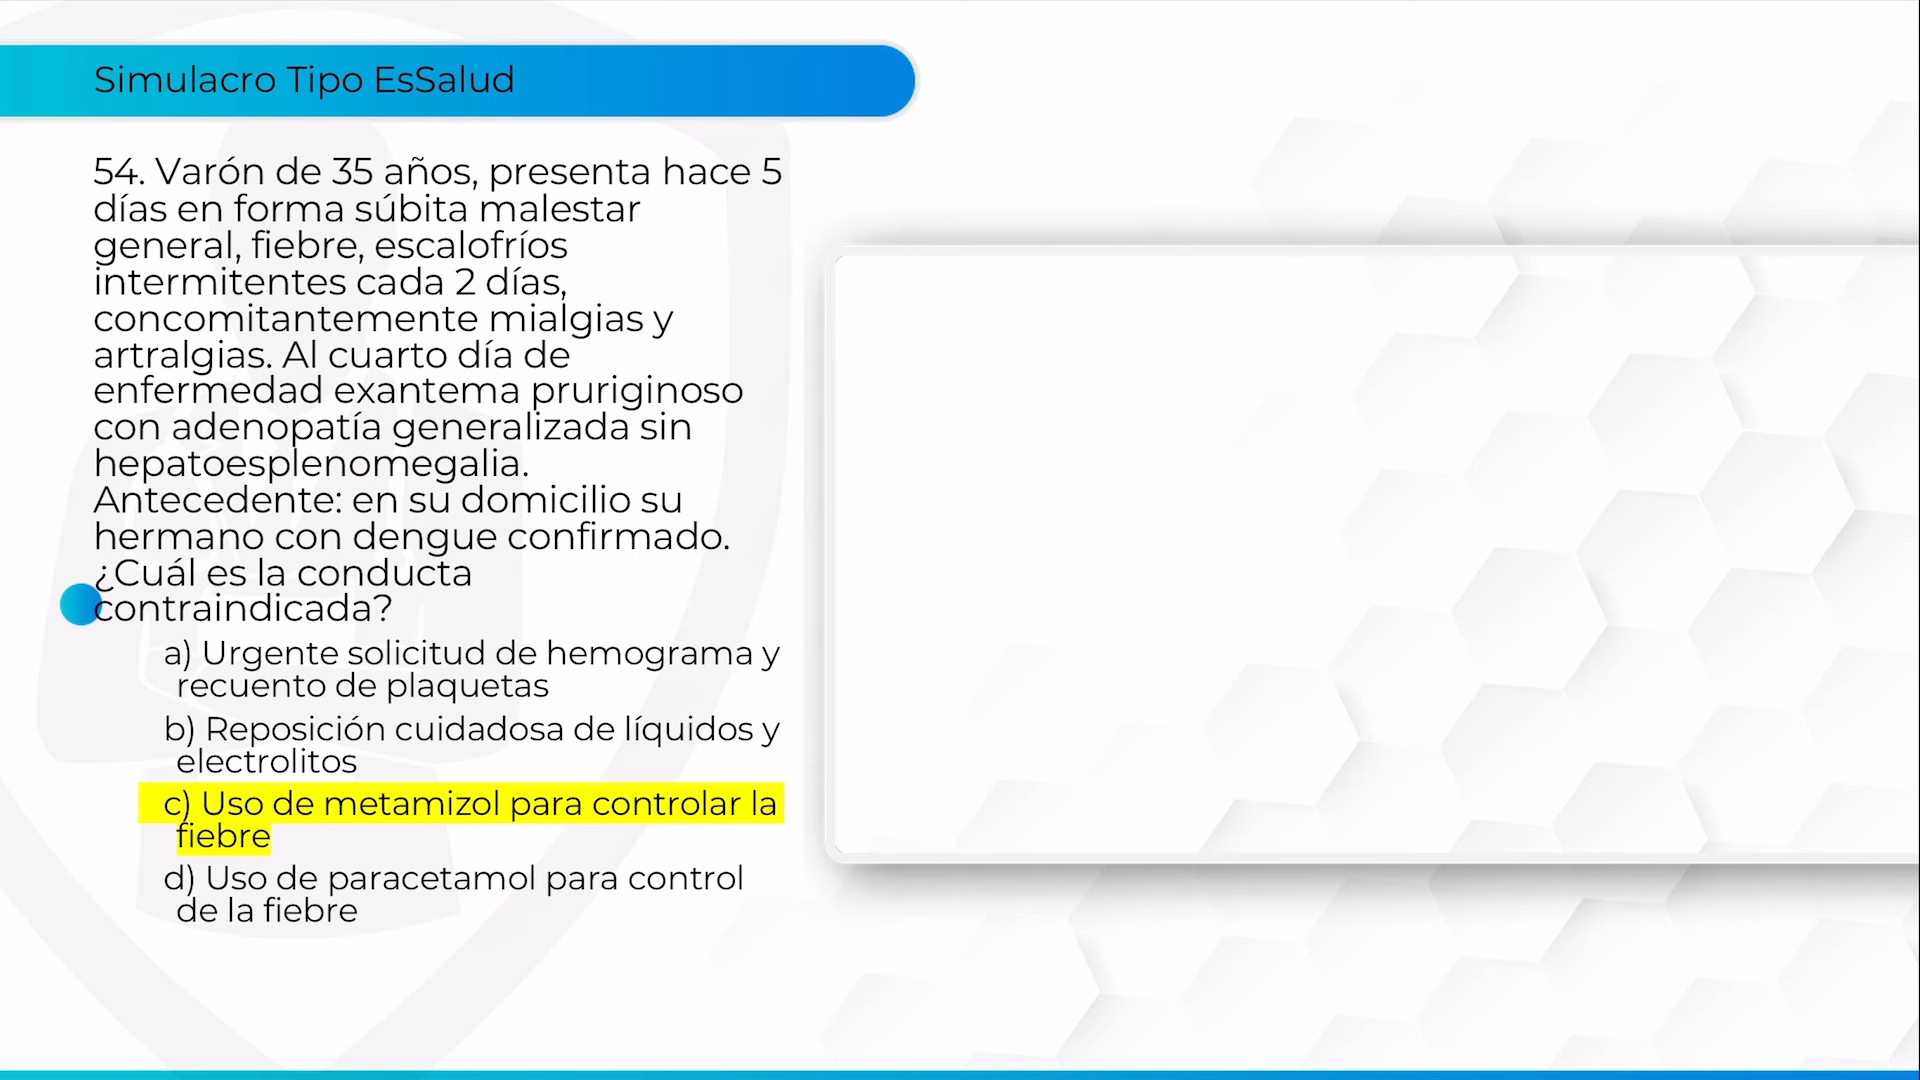 Simulacro Tipo EsSalud
54. Varón de 35 años, presenta hace 5
días en forma súbita malestar
general, fiebre, escalofríos
intermitentes cada 2 días,
concomitantemente mialgias y
artralgias. Al cuarto día de
enfermedad exantema pruriginoso
con adenopatía generalizada sin
hepatoesplenomegalia.
Antecedente: en su domicilio su
hermano con dengue confirmado.
¿Cuál es la conducta
contraindicada?
a) Urgente solicitud de hemograma y
recuento de plaquetas
b) Reposición cuidadosa de líquidos y
electrolitos
c) Uso de metamizol para controlar la
fiebre
d) Uso de paracetamol para control
de la fiebre